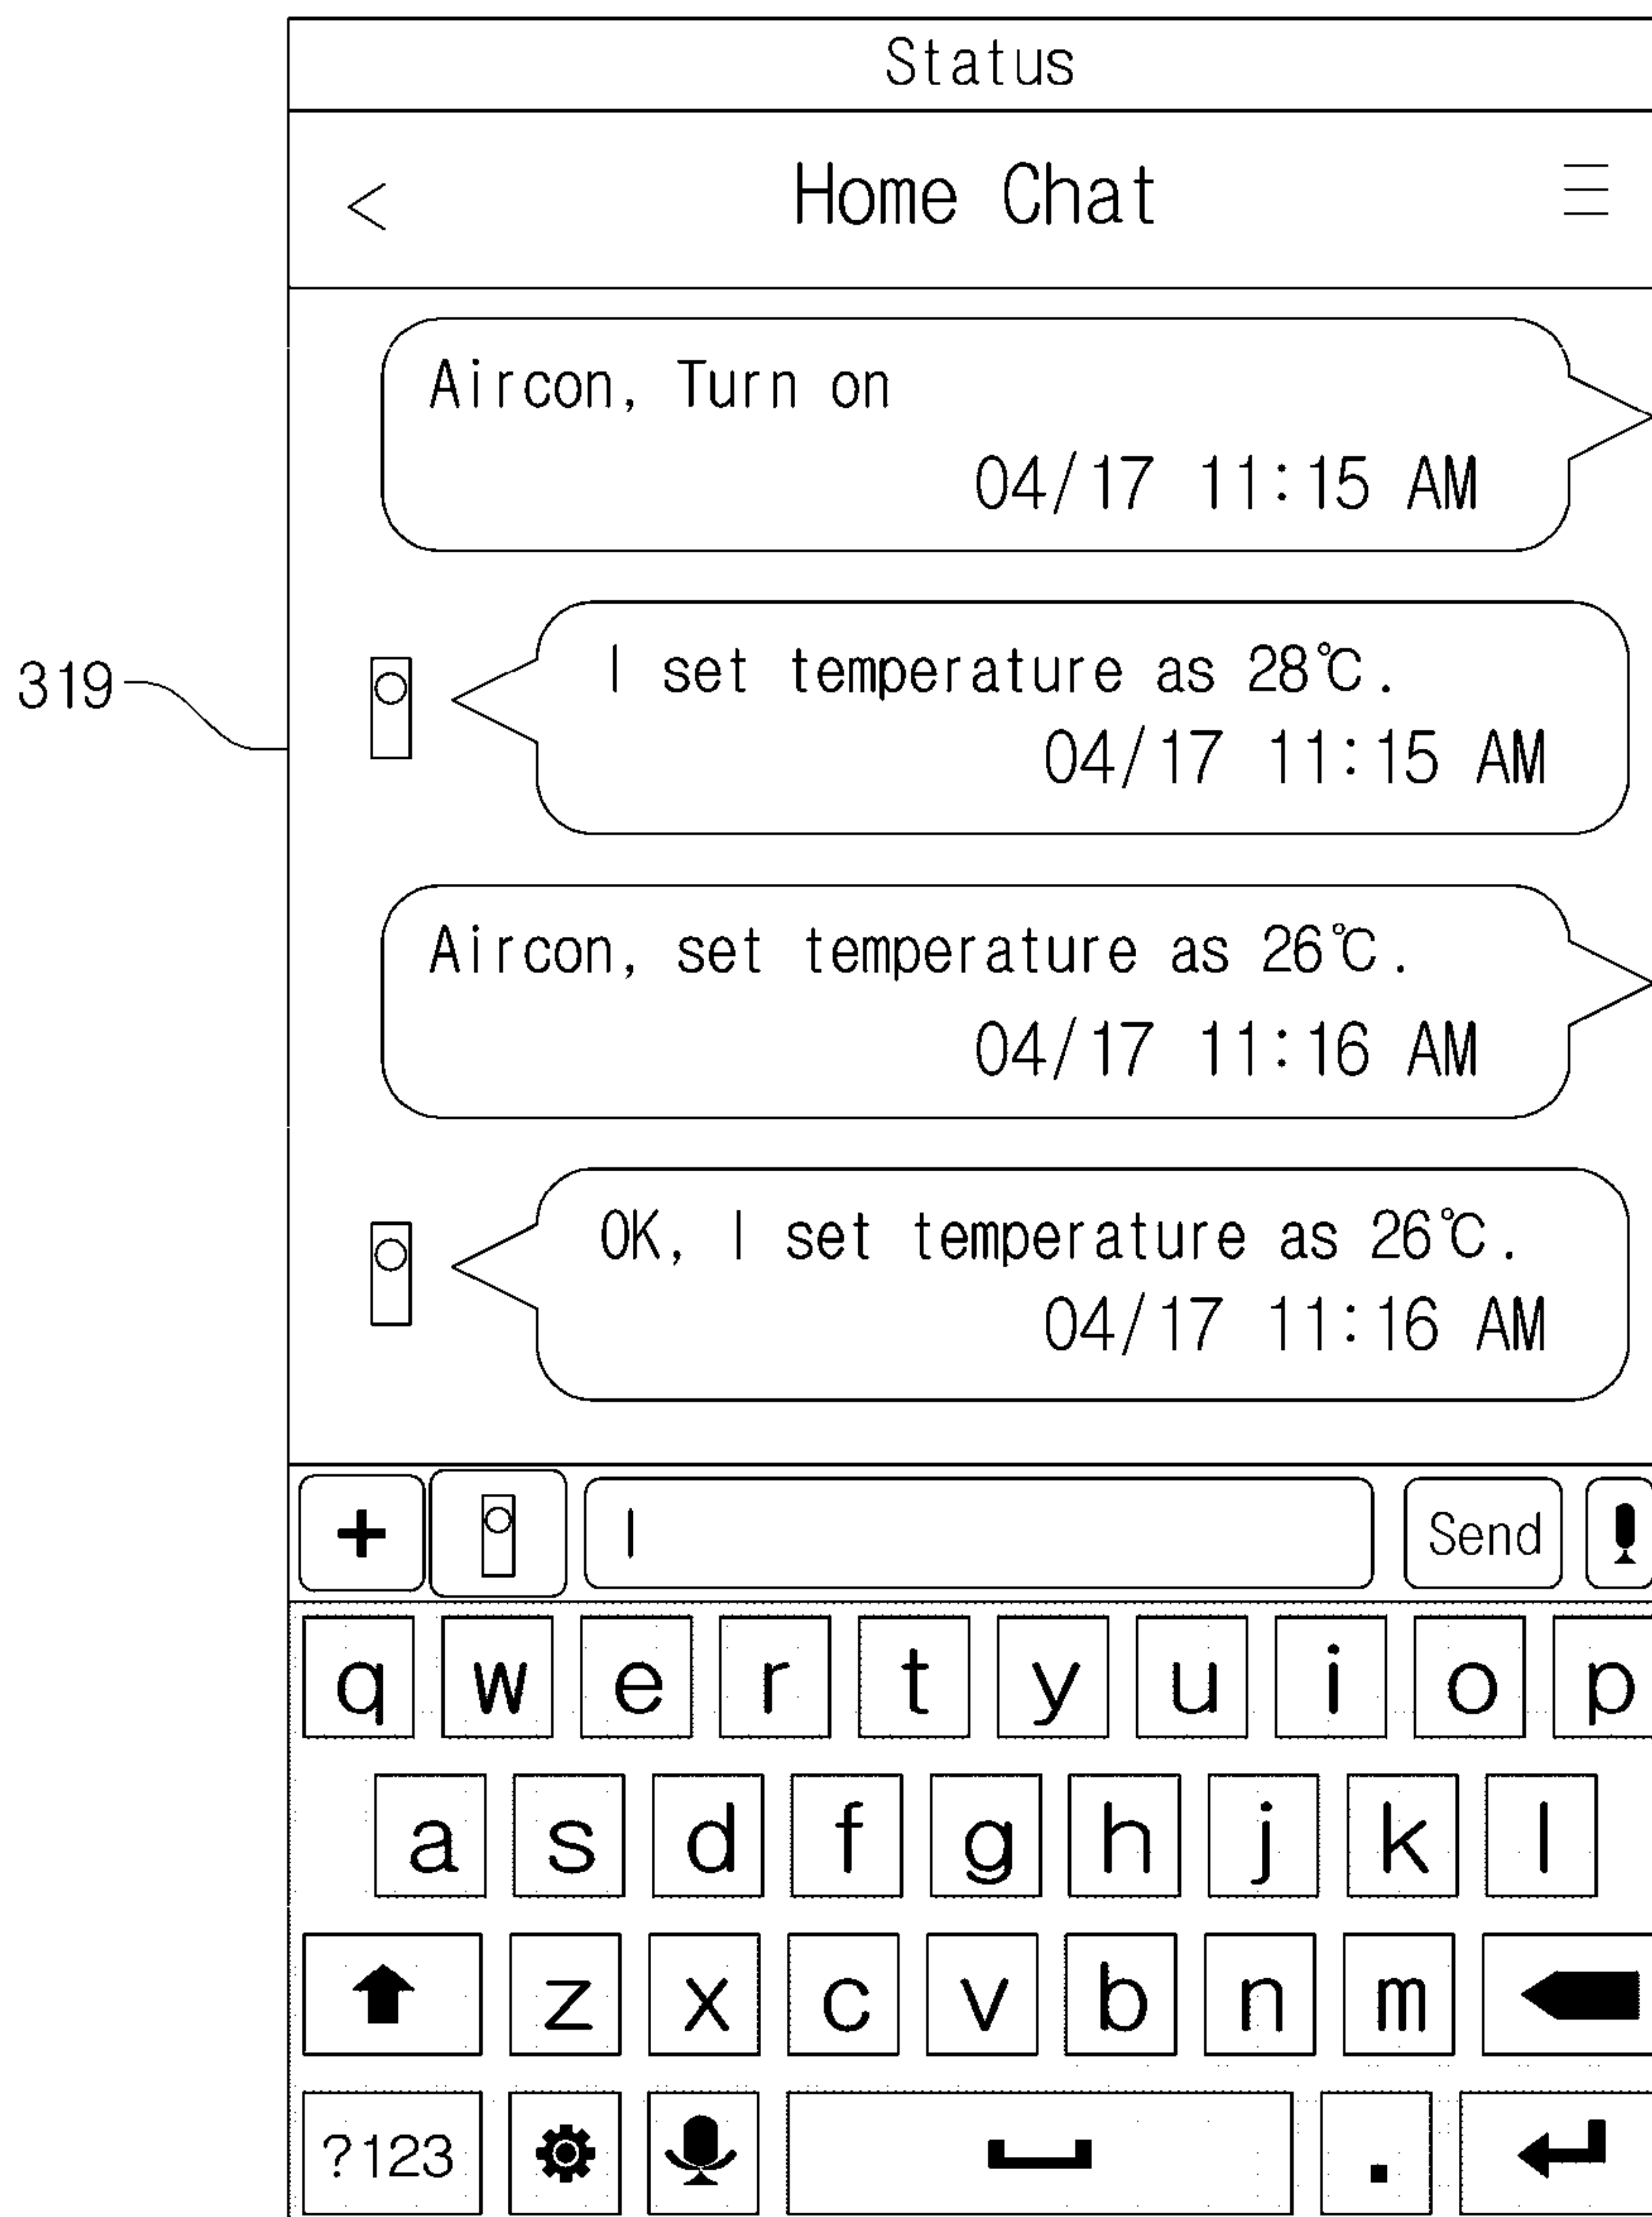 Status
< Home Chat
Aircon, Turn on
04/17 11:15 AM
319
I set temperature as 28℃.
04/17 11:15 AM
Aircon, set temperature as 26℃.
04/17 11:16 AM
OK, I set temperature as 26℃.
04/17 11:16 AM
+ Send
q w e r t y u i o p
a s d f g h j k l
z x c v b n m
?123 .